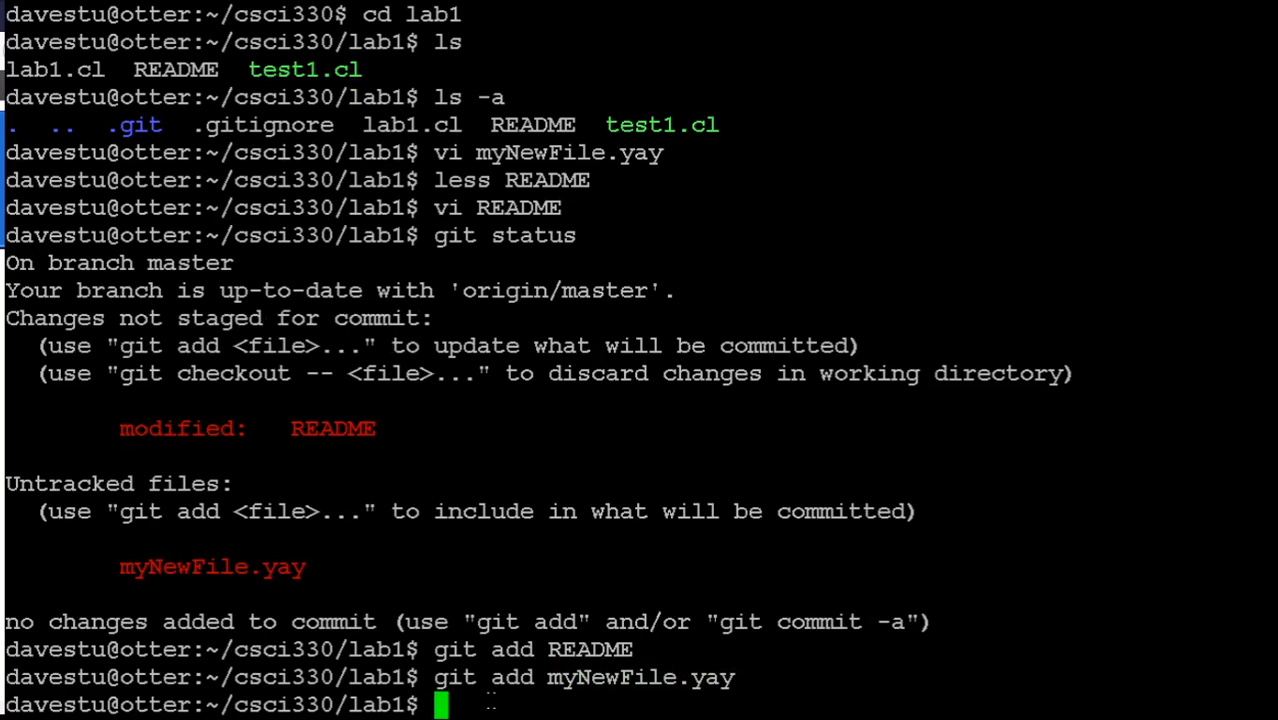 davestu@otter:~/csci330$ cd lab1
davestu@otter:~/csci330/lab1$ ls
lab1.cl  README  test1.cl
davestu@otter:~/csci330/lab1$ ls -a
.  ..  .git  .gitignore  lab1.cl  README  test1.cl
davestu@otter:~/csci330/lab1$ vi myNewFile.yay
davestu@otter:~/csci330/lab1$ less README
davestu@otter:~/csci330/lab1$ vi README
davestu@otter:~/csci330/lab1$ git status
On branch master
Your branch is up-to-date with 'origin/master'.
Changes not staged for commit:
  (use "git add <file>..." to update what will be committed)
  (use "git checkout -- <file>..." to discard changes in working directory)
        modified:   README
Untracked files:
  (use "git add <file>..." to include in what will be committed)
        myNewFile.yay
no changes added to commit (use "git add" and/or "git commit -a")
davestu@otter:~/csci330/lab1$ git add README
davestu@otter:~/csci330/lab1$ git add myNewFile.yay
davestu@otter:~/csci330/lab1$